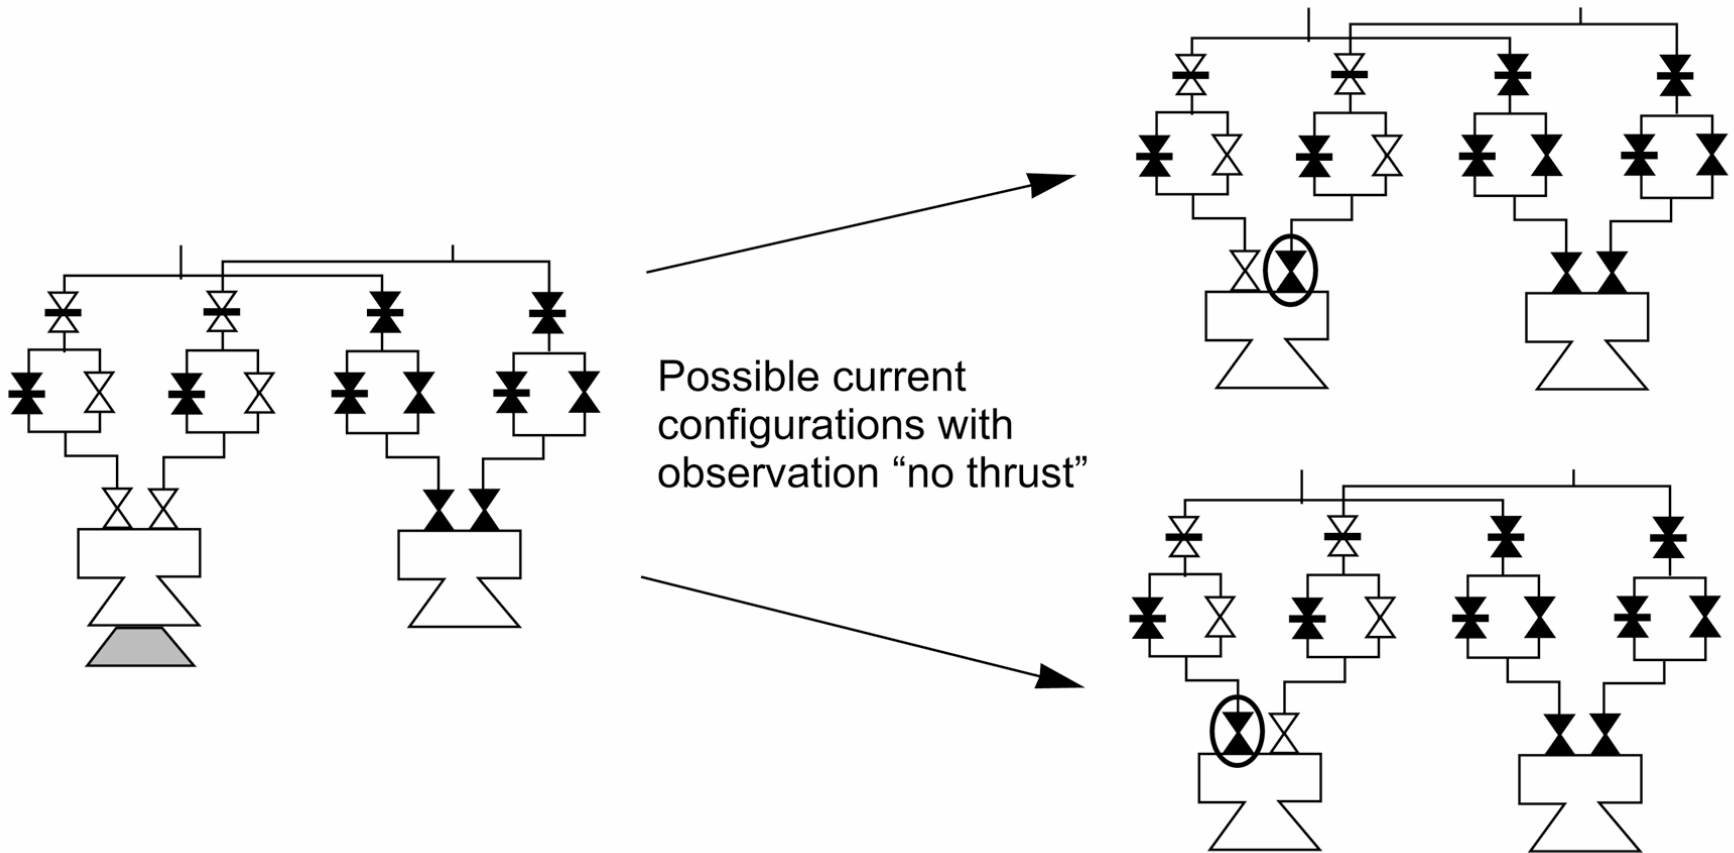 Possible current
configurations with
observation “no thrust”